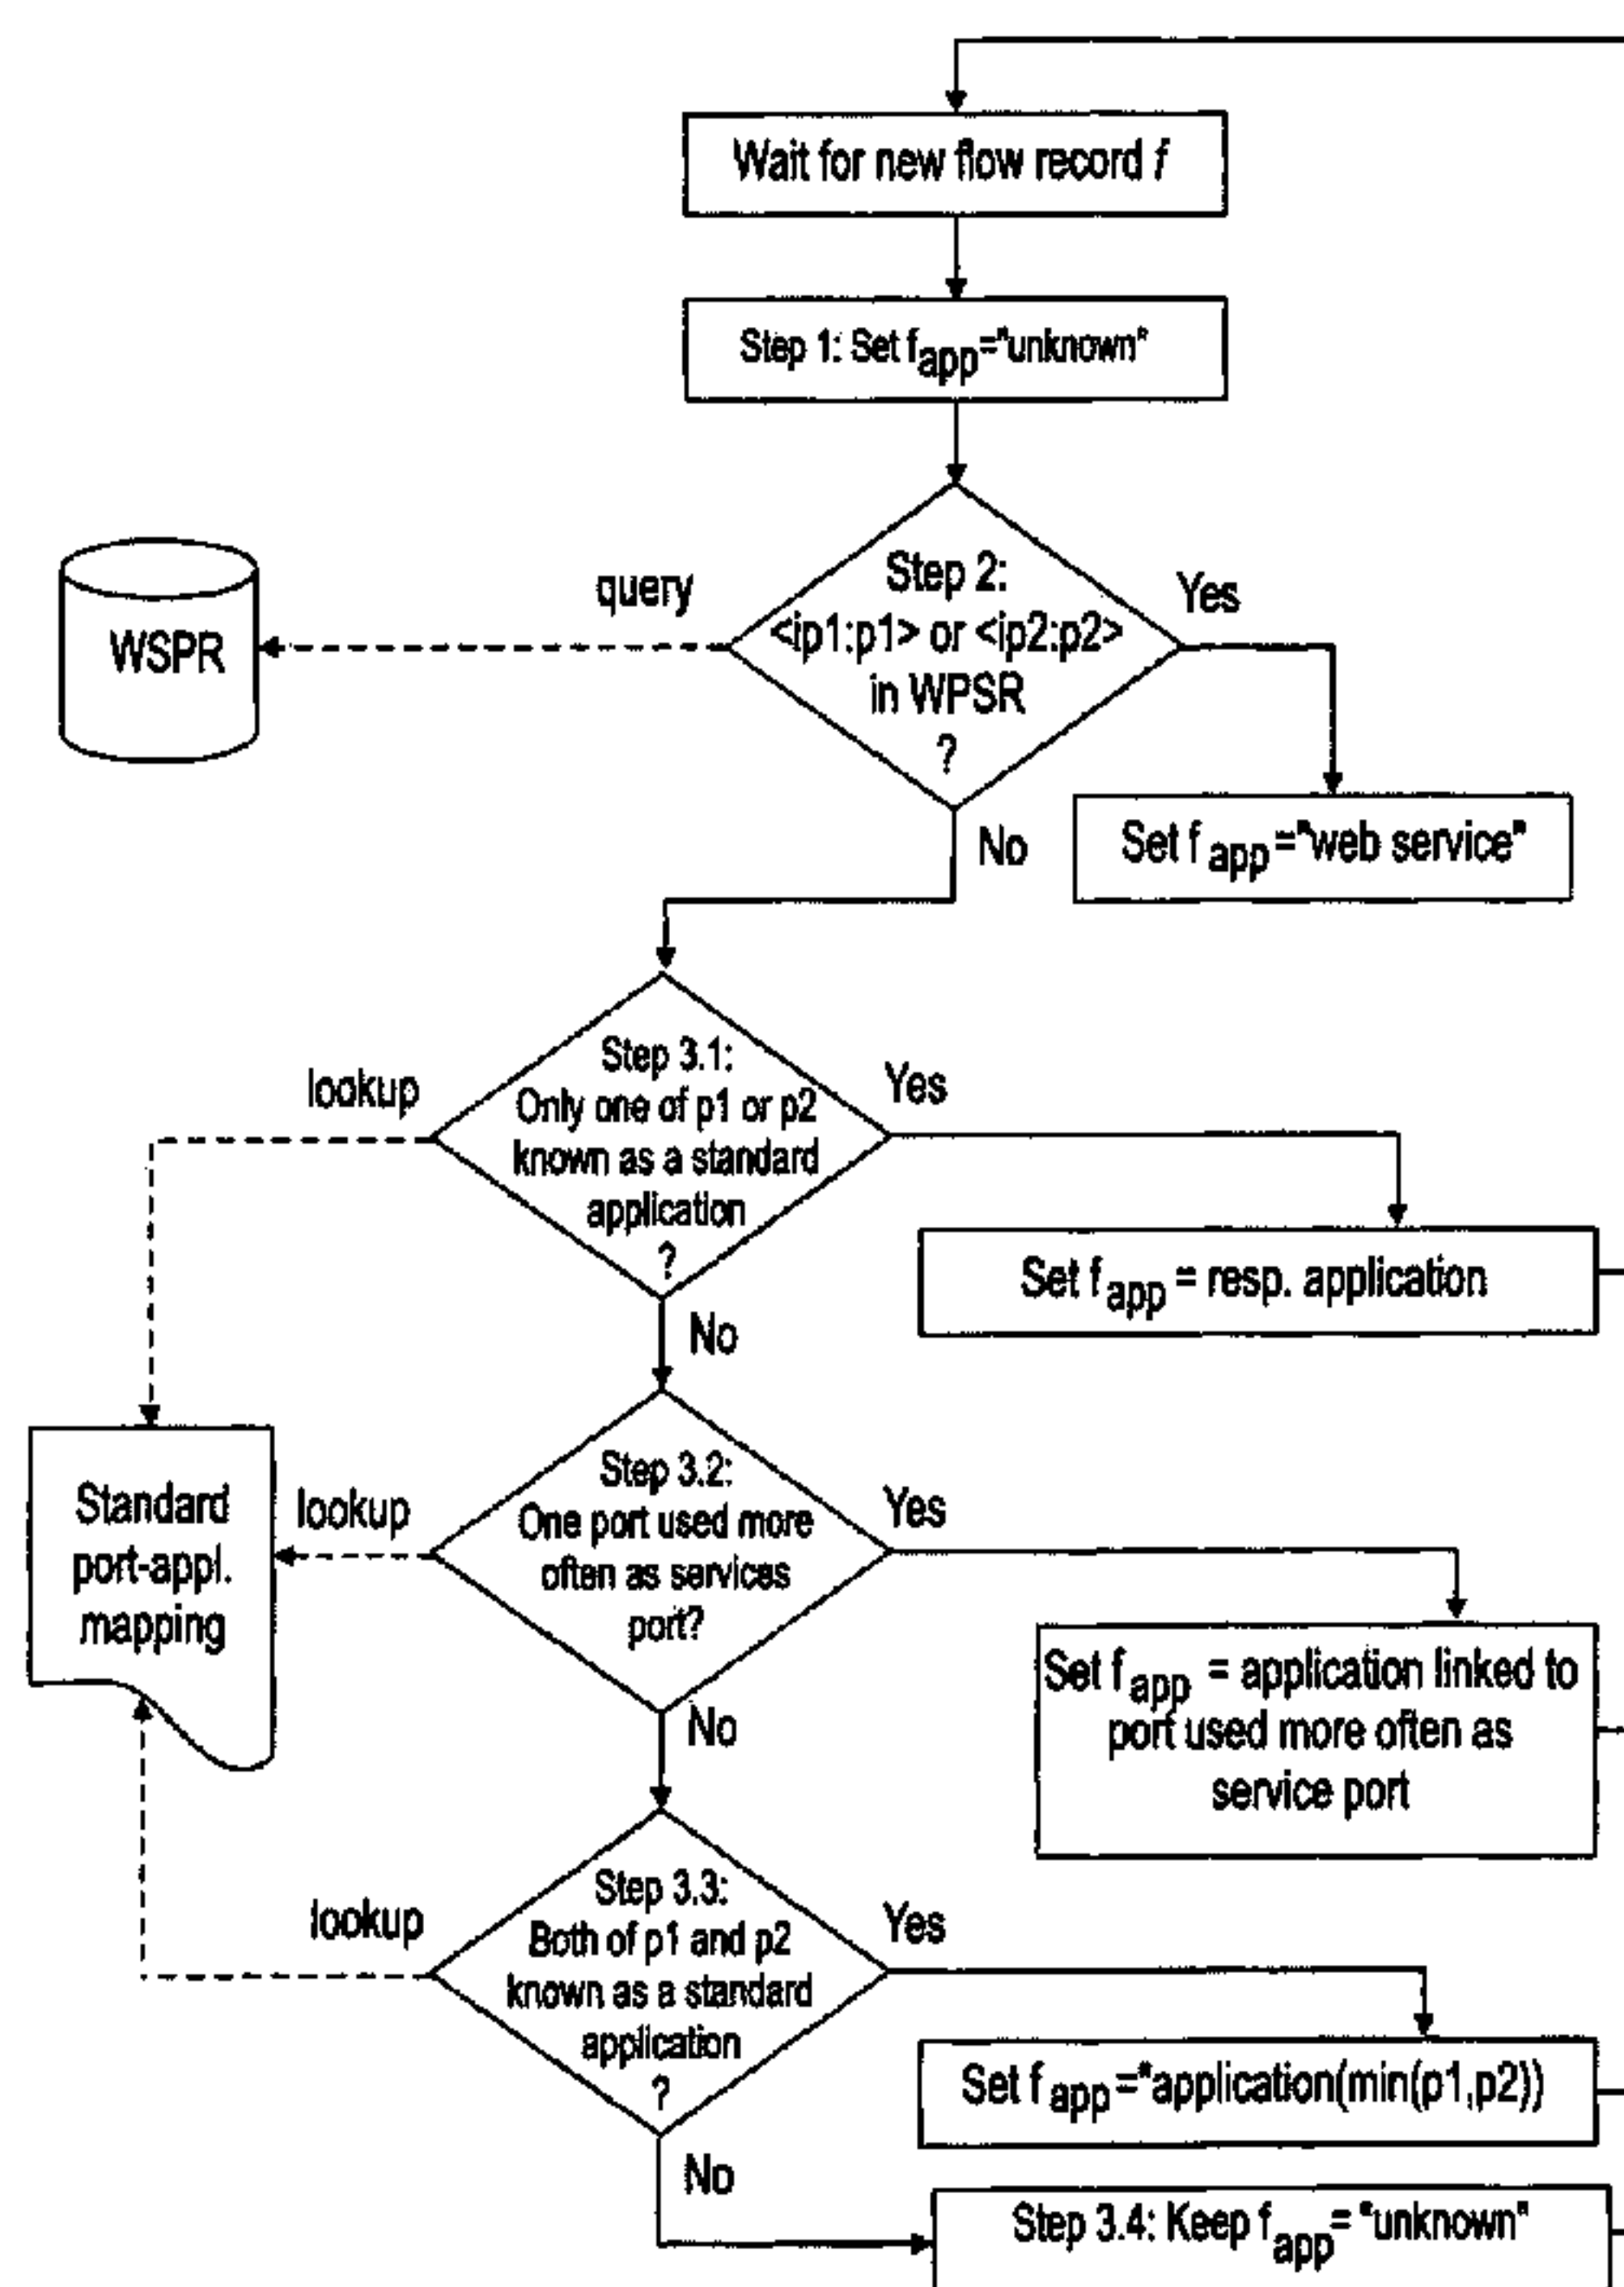 Wait for new flow record f
Step 1: Set fapp="unknown"
Step 2:
<ip1:p1> or <ip2:p2>
in WPSR
?
query
Yes
WSPR
No
Set f app ="web service"
Step 3.1:
Only one of p1 or p2
known as a standard
application
?
lookup
Yes
Set f app = resp. application
No
Step 3.2:
One port used more
often as services
port?
lookup
Yes
Standard
port-appl.
mapping
Set f app = application linked to
port used more often as
service port
No
Step 3.3:
Both of p1 and p2
known as a standard
application
?
lookup
Yes
Set f app ="application(min(p1,p2))
No
Step 3.4: Keep fapp= "unknown"